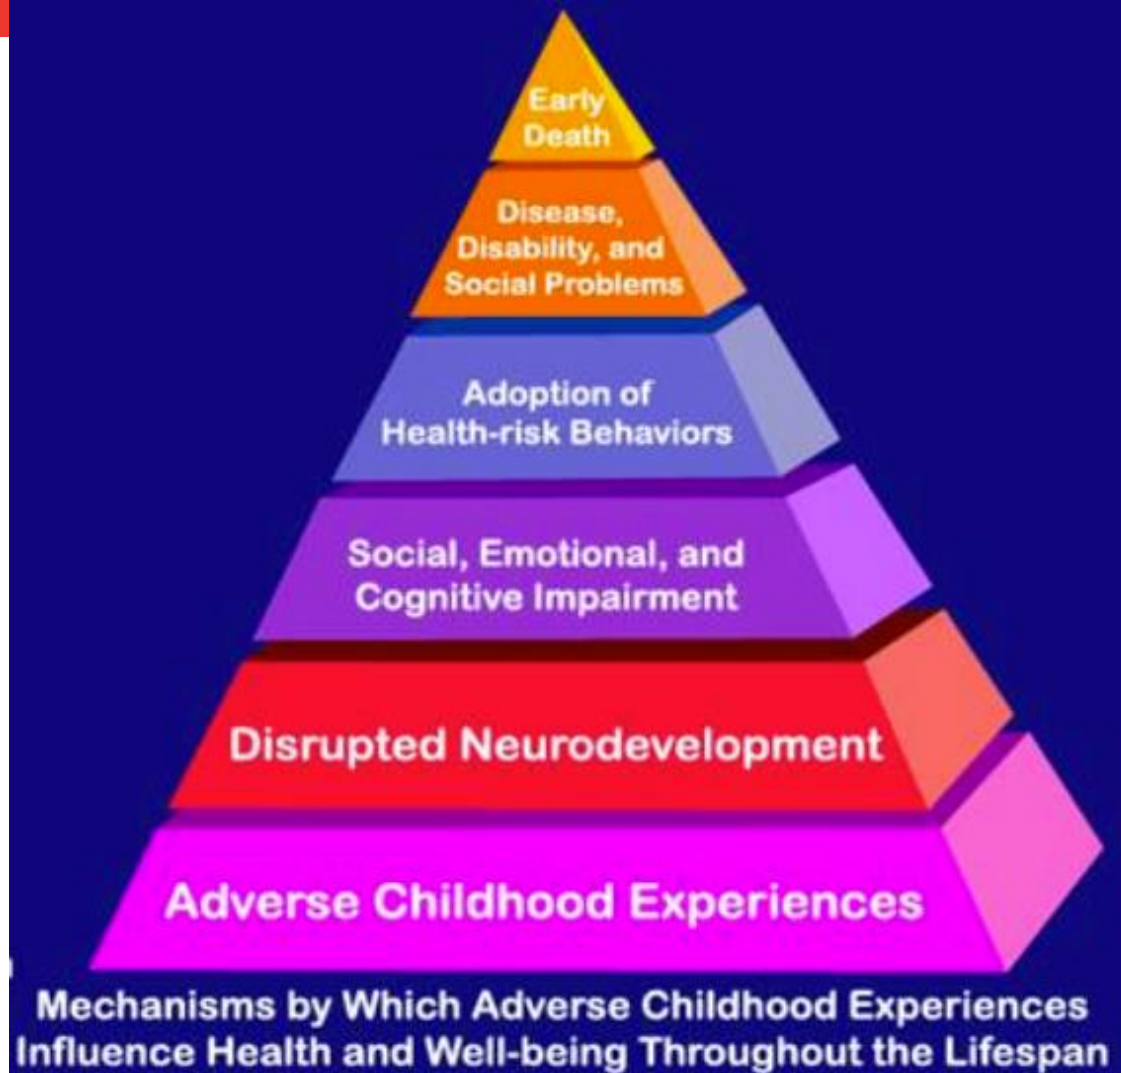 Early
Death
Disease,
Disability, and
Social Problems
Adoption of
Health-risk Behaviors
Social, Emotional, and
Cognitive Impairment
Disrupted Neurodevelopment
Adverse Childhood Experiences
Mechanisms by Which Adverse Childhood Experiences
Influence Health and Well-being Throughout the Lifespan